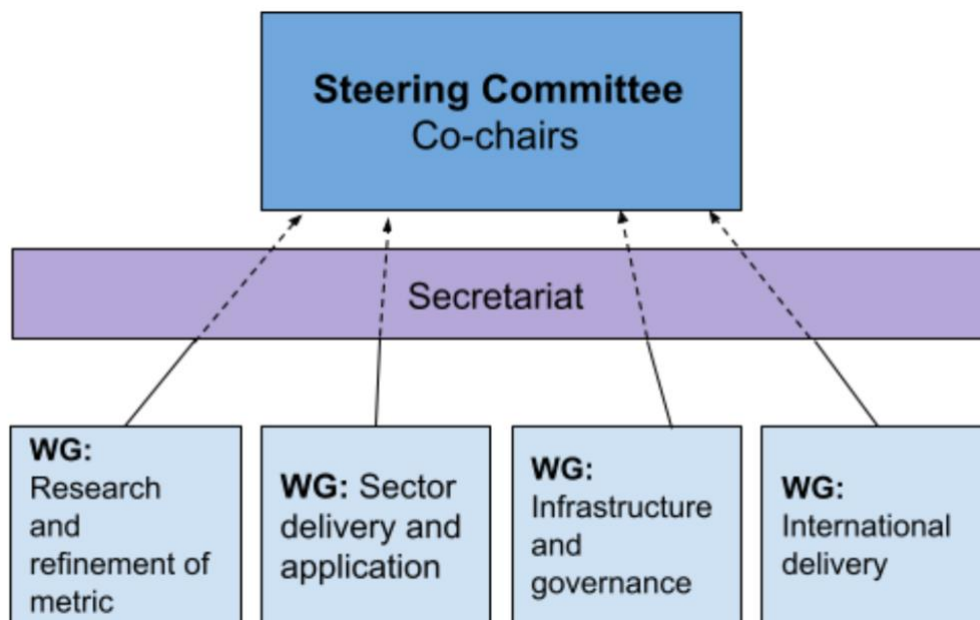 Steering Committee
Co-chairs
Secretariat
WG:
Research
and
refinement of
metric
WG: Sector
delivery and
application
WG:
Infrastructure
and
governance
WG:
International
delivery